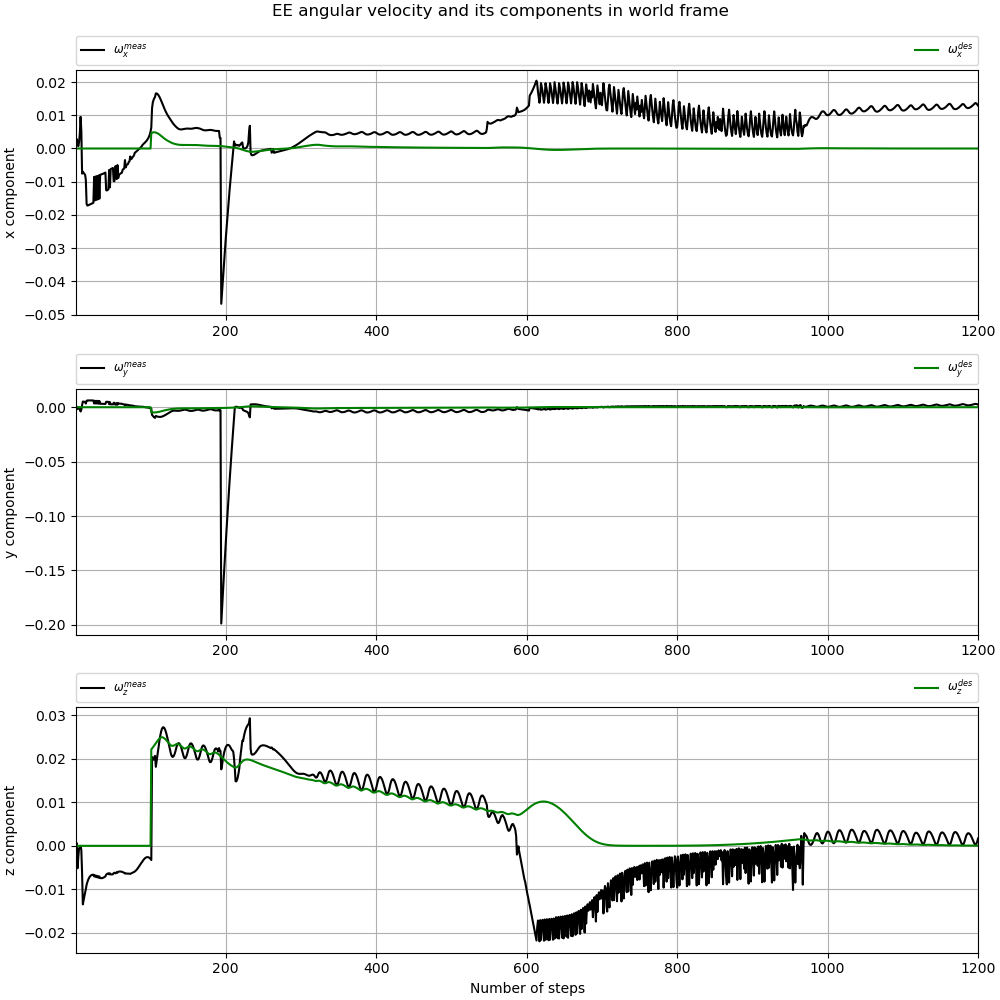 EE angular velocity and its components in world frame
ω_x^meas ω_x^des
0.02
0.01
0.00
−0.01
−0.02
−0.03
−0.04
−0.05
x component
200 400 600 800 1000 1200
ω_y^meas ω_y^des
0.00
−0.05
−0.10
−0.15
−0.20
y component
200 400 600 800 1000 1200
ω_z^meas ω_z^des
0.03
0.02
0.01
0.00
−0.01
−0.02
z component
200 400 600 800 1000 1200
Number of steps